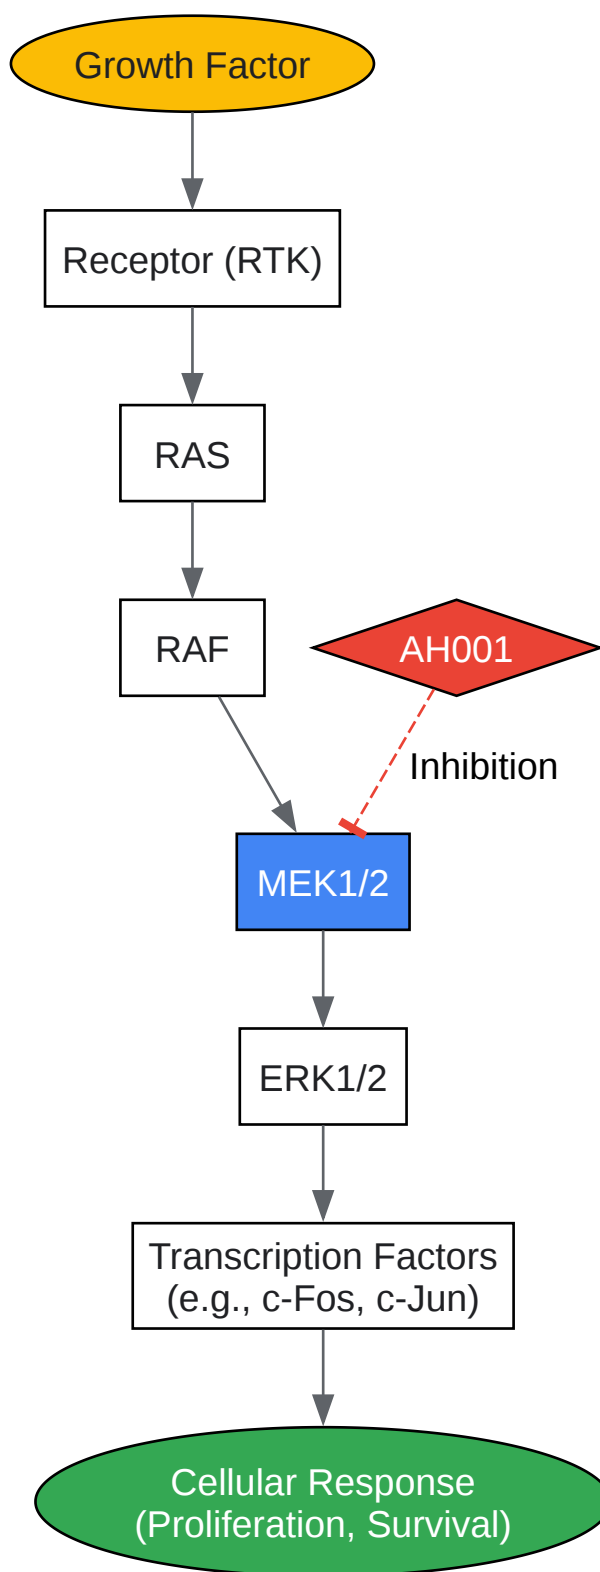 Growth Factor
Receptor (RTK)
RAS
RAF
AH001
Inhibition
MEK1/2
ERK1/2
Transcription Factors
(e.g., c-Fos, c-Jun)
Cellular Response
(Proliferation, Survival)